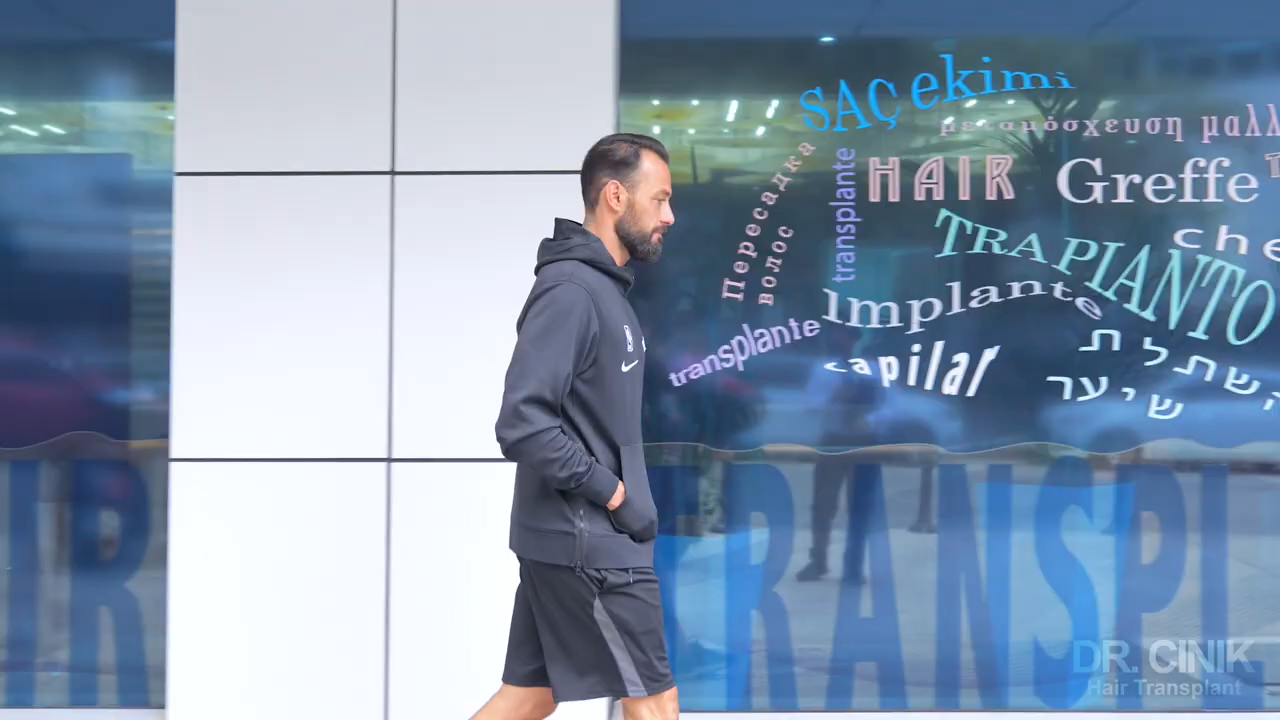 SAÇ ekimi
μεταμόσχευση μαλλ
Пересадка
волос
transplante
HAIR
Greffe
che
TRAPIANTO
Implante
transplante
capilar
השתלת
שיער
IR
TRANSPL
DR. CINIK
Hair Transplant